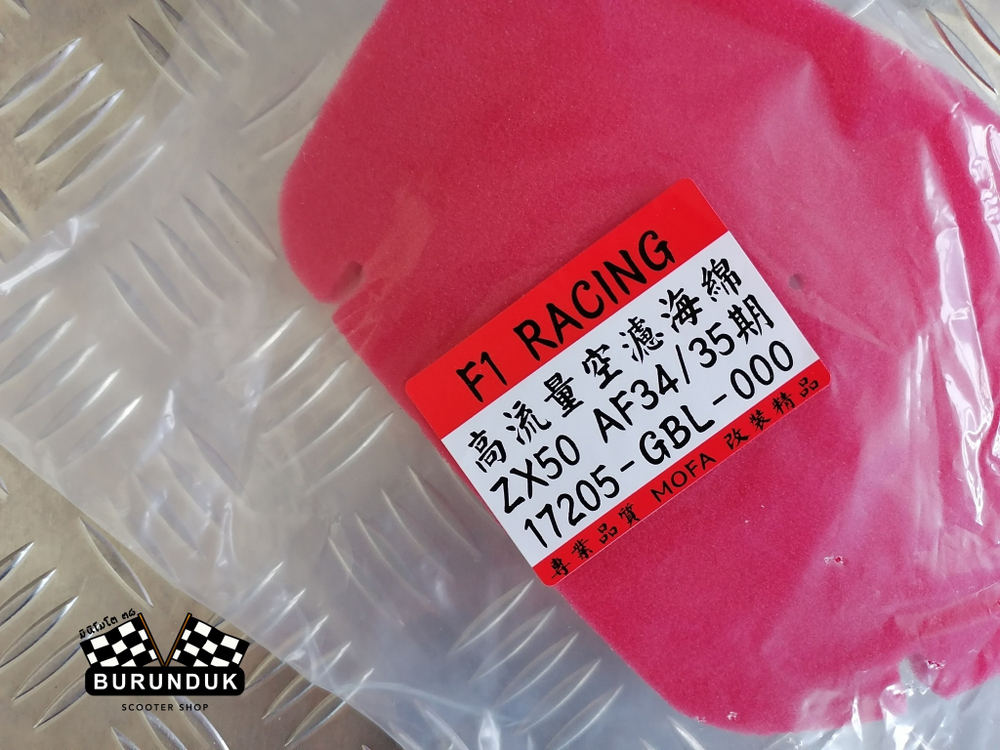 F1 RACING
高流量空濾海綿
ZX50 AF34/35期
17205-GBL-000
專業品質 MOFA 改裝精品
BURUNDUK
SCOOTER SHOP